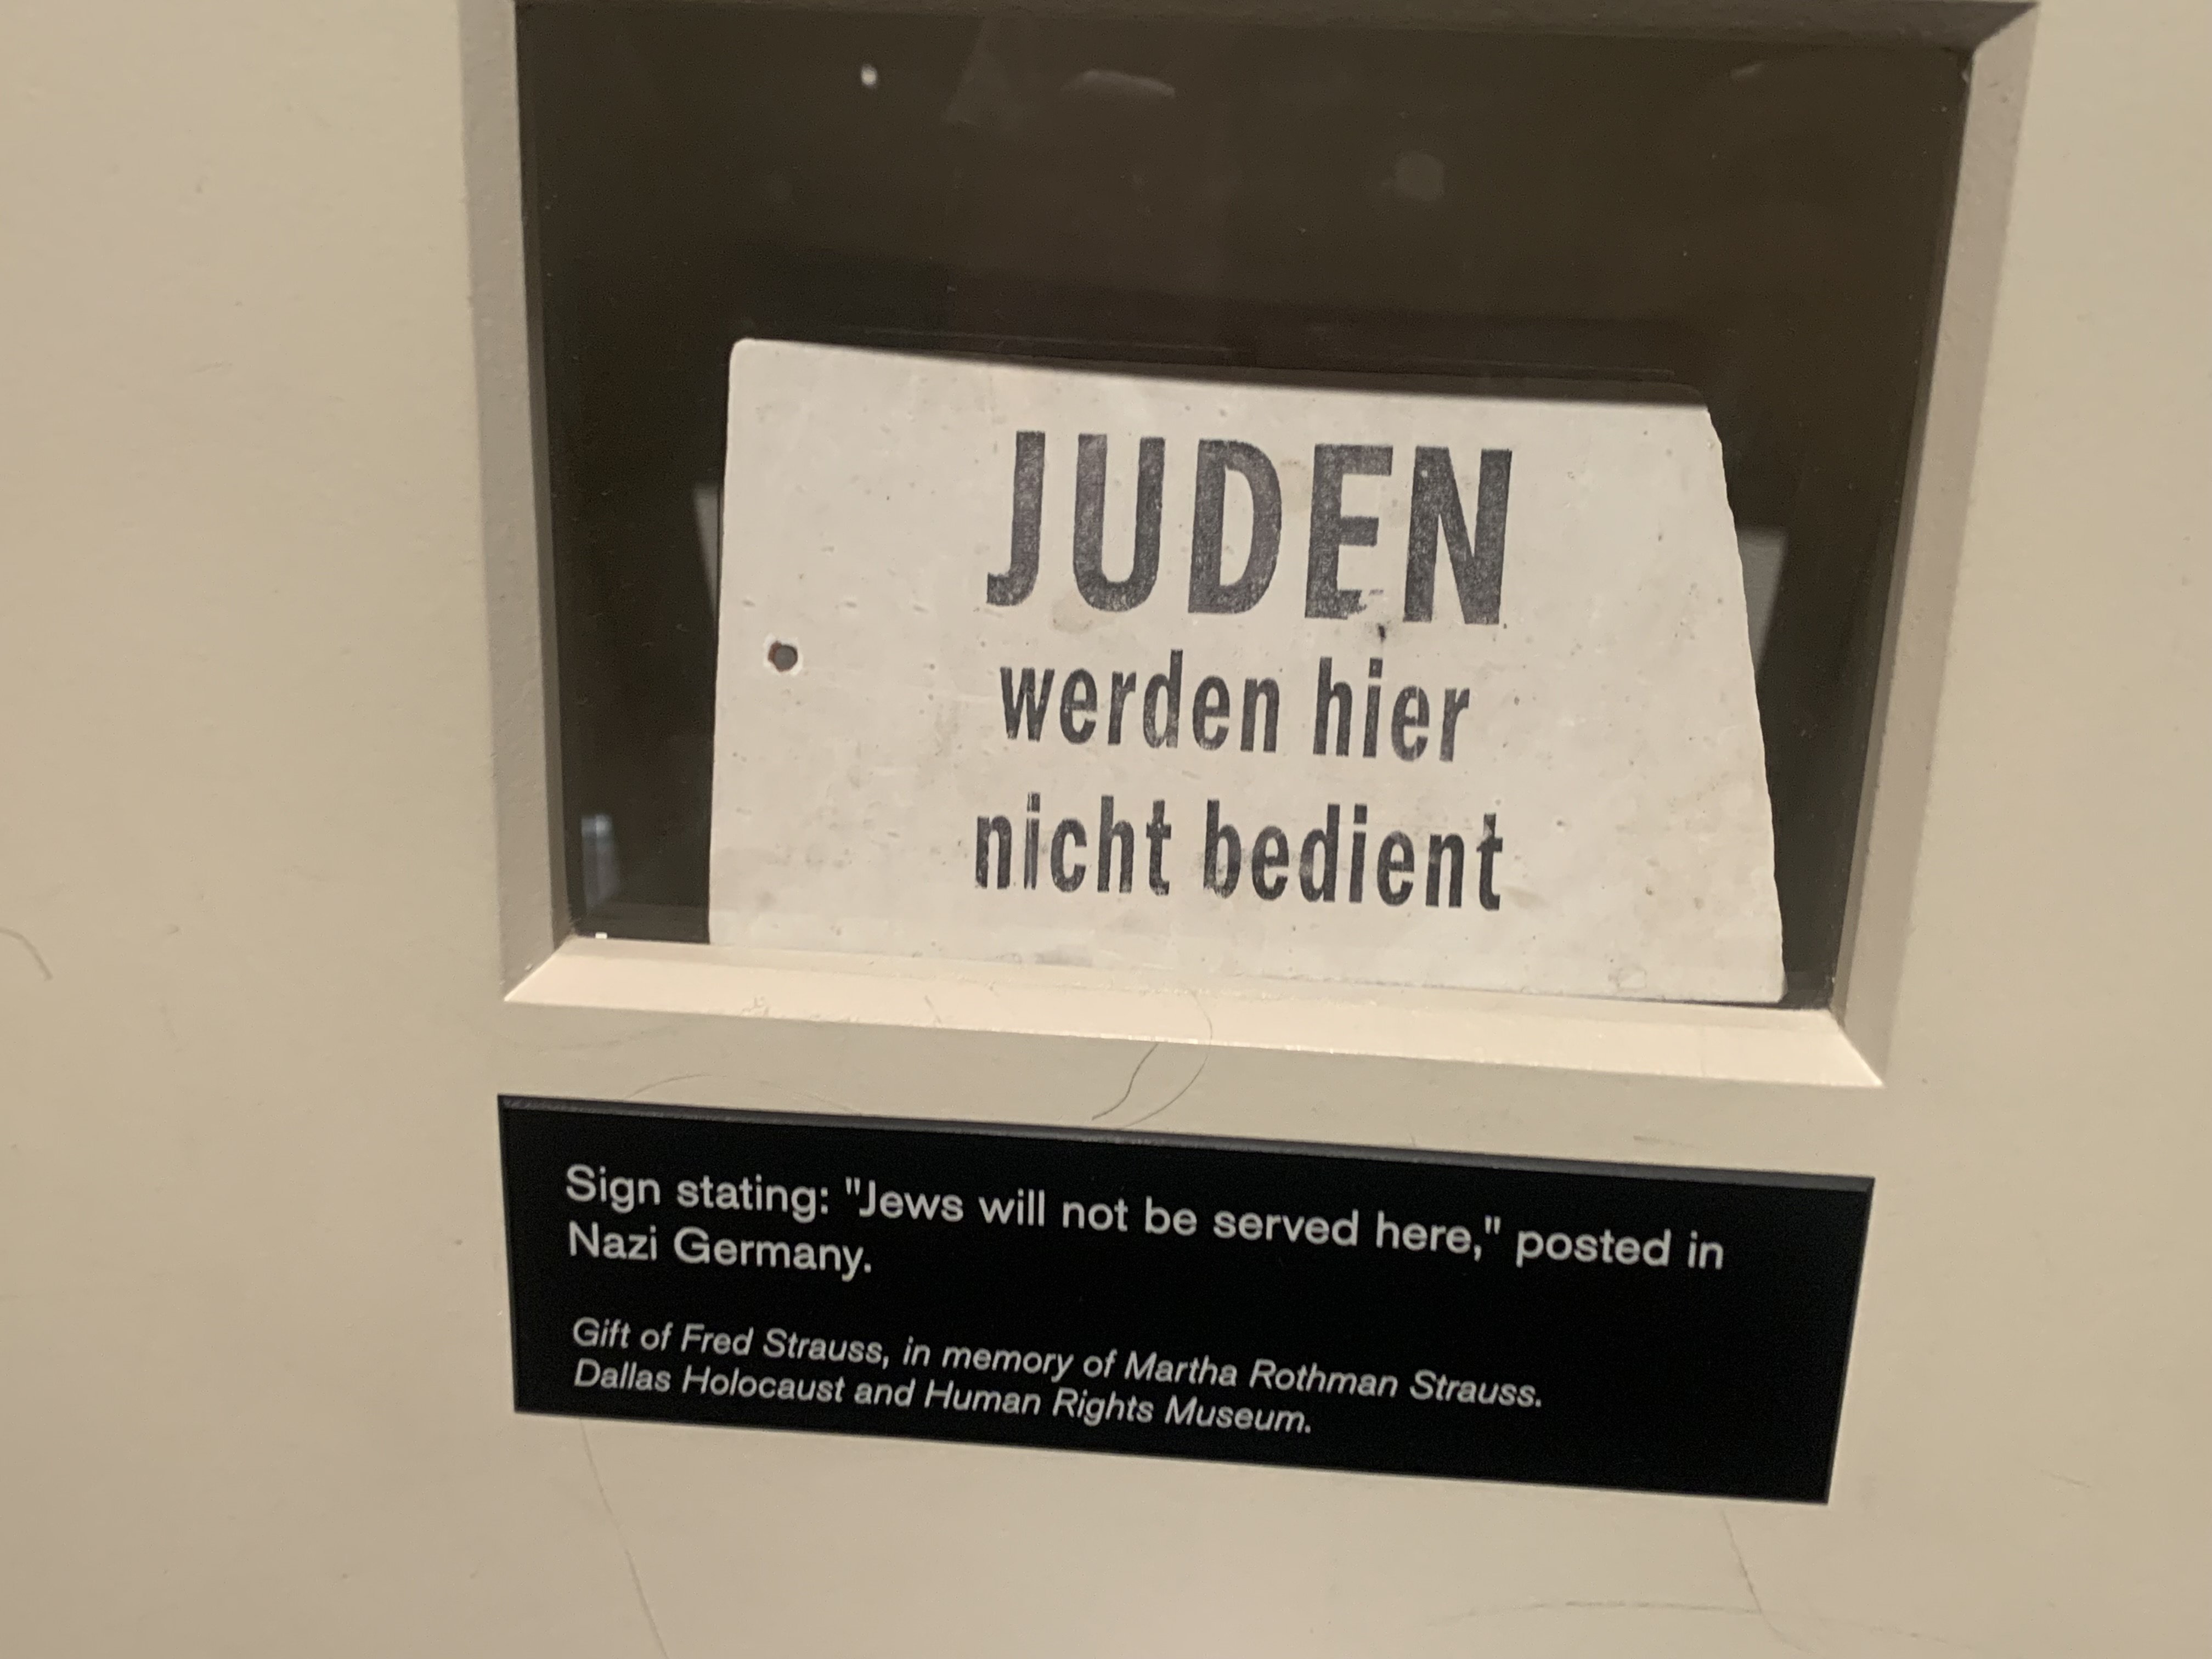 JUDEN
werden hier
nicht bedient
Sign stating: "Jews will not be served here," posted in
Nazi Germany.
Gift of Fred Strauss, in memory of Martha Rothman Strauss.
Dallas Holocaust and Human Rights Museum.